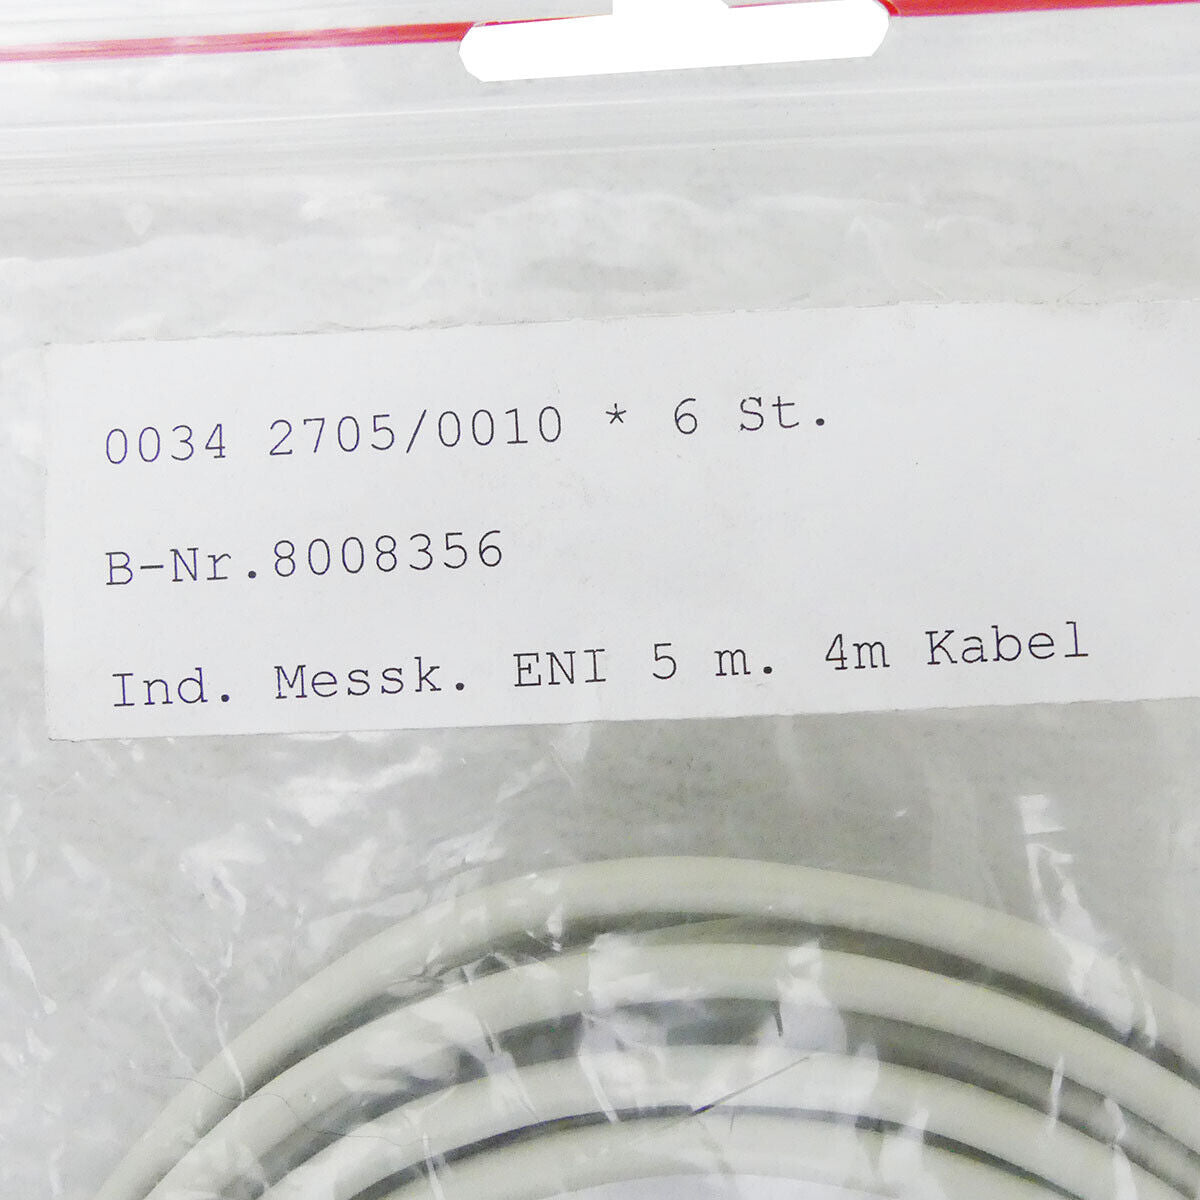 0034 2705/0010 * 6 St.
B-Nr.8008356
Ind. Messk. ENI 5 m. 4m Kabel